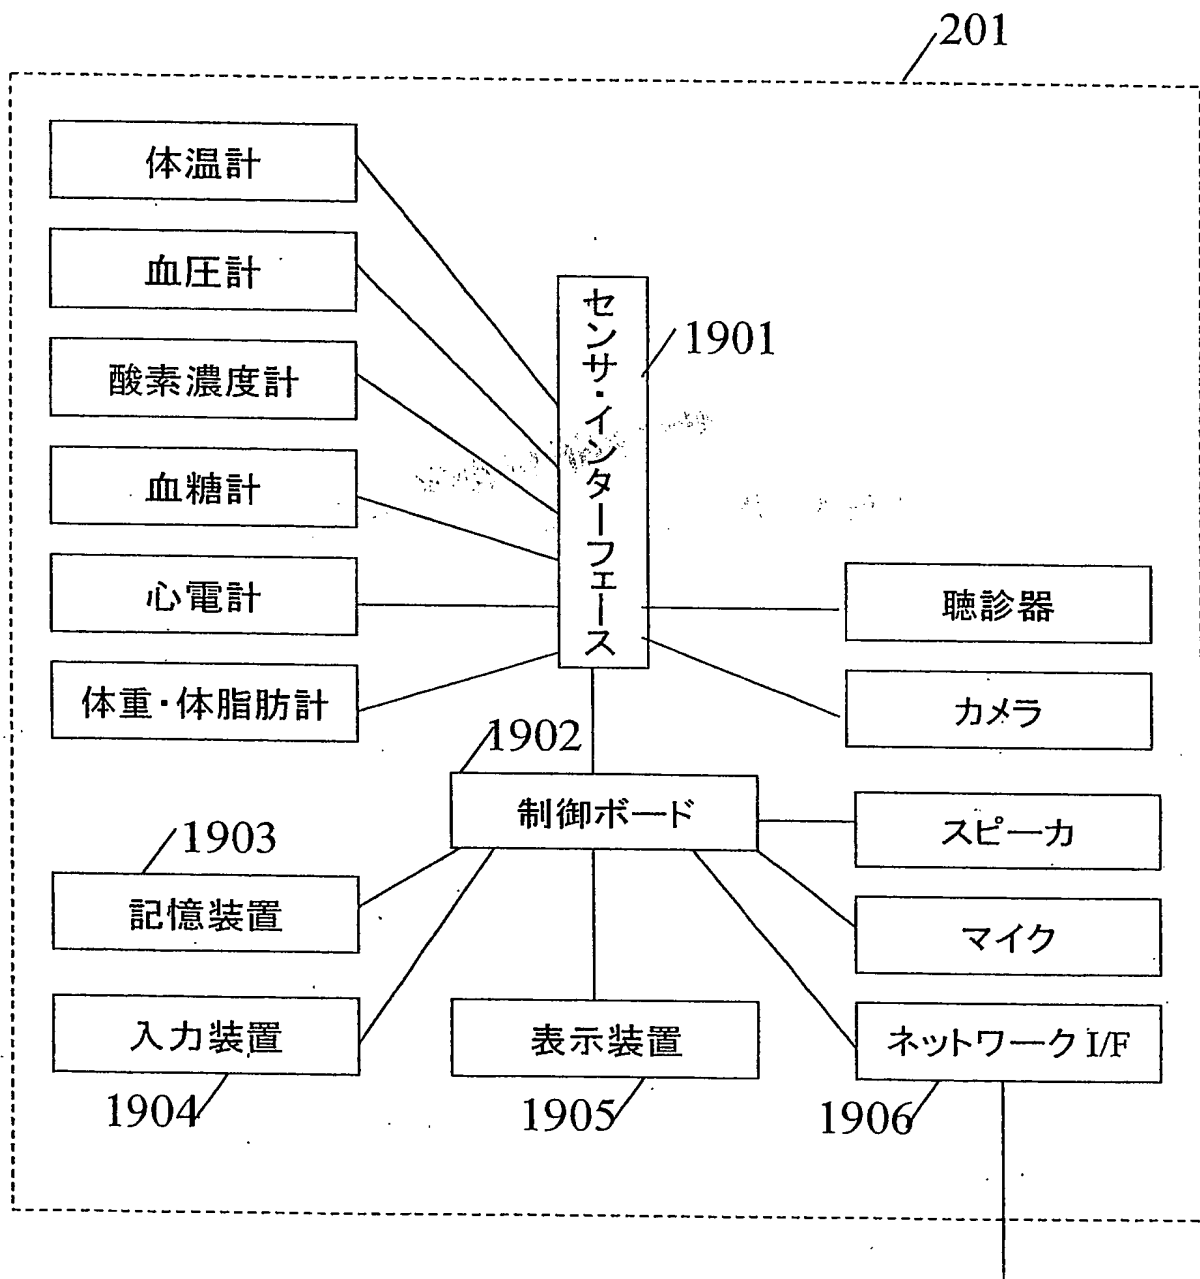 201
体温計
血圧計
酸素濃度計
血糖計
心電計
体重・体脂肪計
センサ・インターフェース
1901
聴診器
カメラ
1902
制御ボード
スピーカ
1903
記憶装置
マイク
入力装置
表示装置
ネットワーク I/F
1904
1905
1906